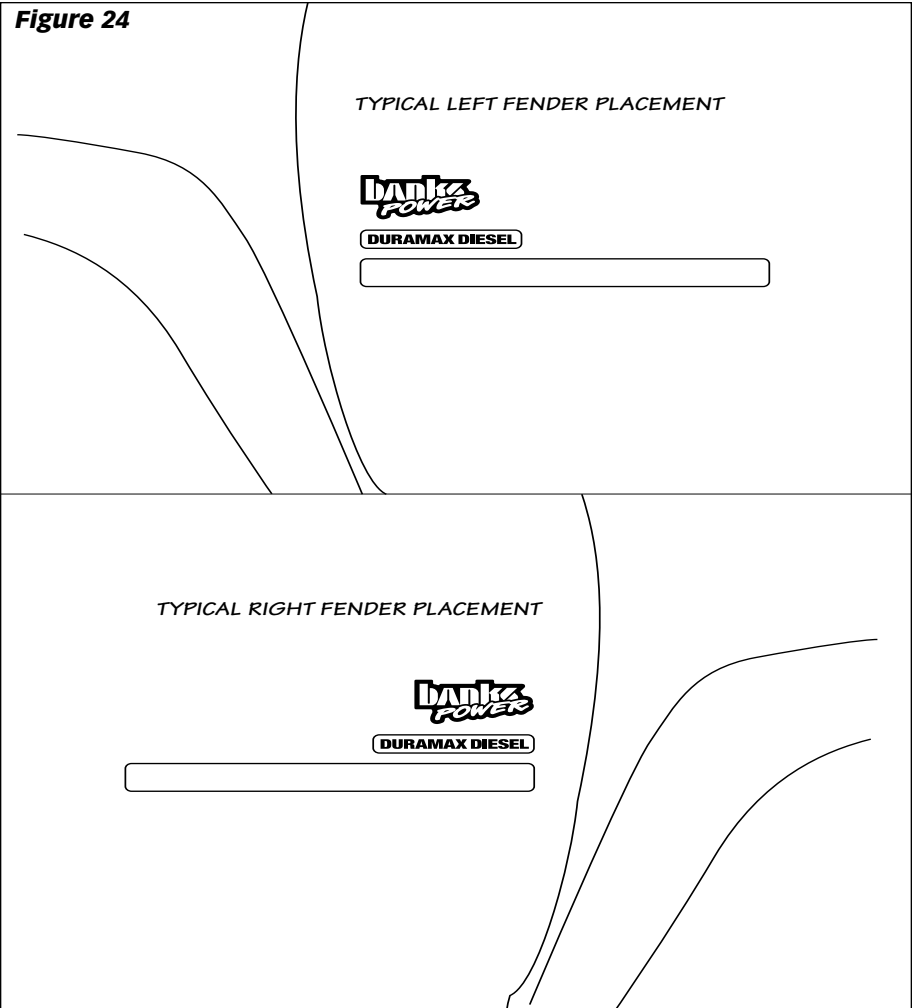 Figure 24
TYPICAL LEFT FENDER PLACEMENT
banks
POWER
DURAMAX DIESEL
TYPICAL RIGHT FENDER PLACEMENT
banks
POWER
DURAMAX DIESEL